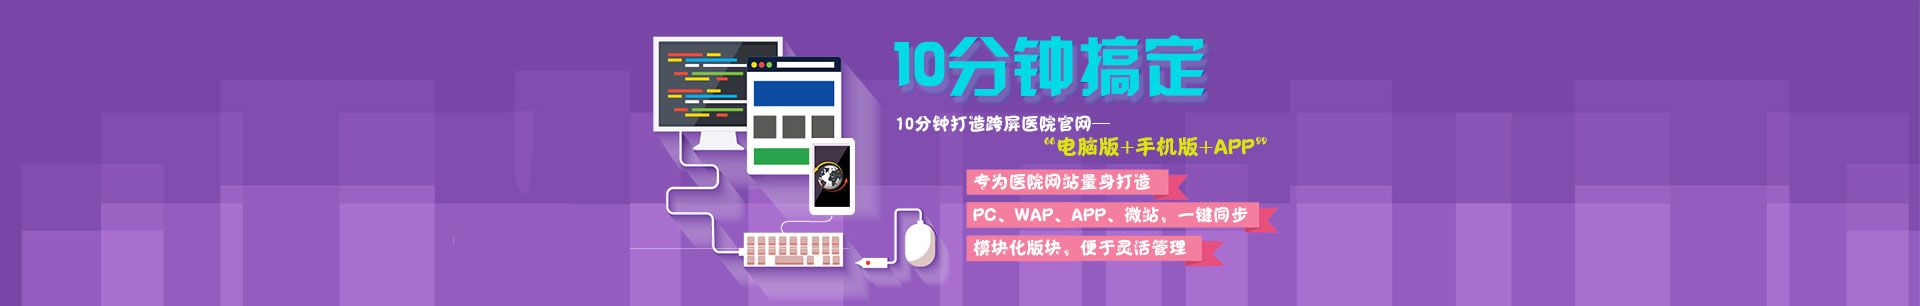 10分钟搞定
10分钟打造跨屏医院官网—
“电脑版+手机版+APP”
专为医院网站量身打造
PC、WAP、APP、微站，一键同步
模块化版块，便于灵活管理